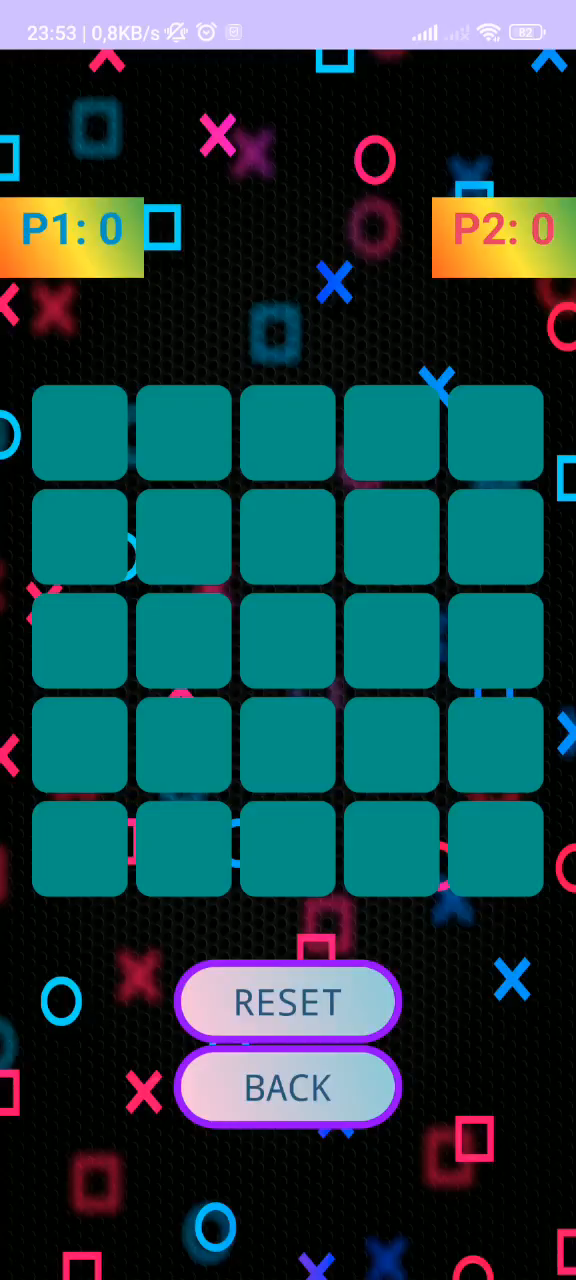 23:53 | 0,8KB/s
82
P1: 0
P2: 0
RESET
BACK